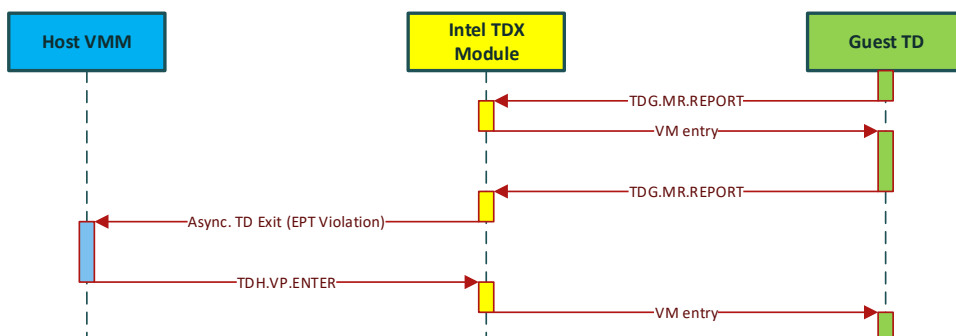 Host VMM
Intel TDX
Module
Guest TD
TDG.MR.REPORT
VM entry
TDG.MR.REPORT
Async. TD Exit (EPT Violation)
TDH.VP.ENTER
VM entry